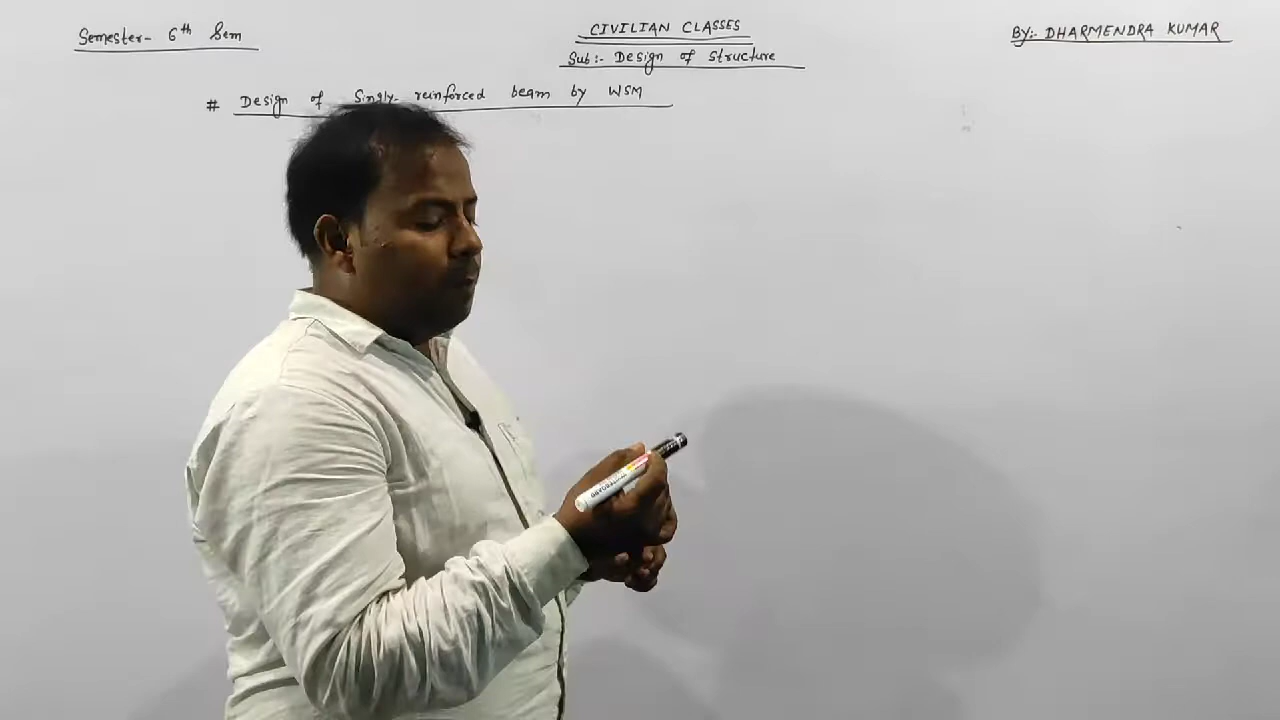 Semester- 6th Sem
CIVILIAN CLASSES
BY:- DHARMENDRA KUMAR
Sub:- Design of structure
# Design of Singly- reinforced beam by WSM